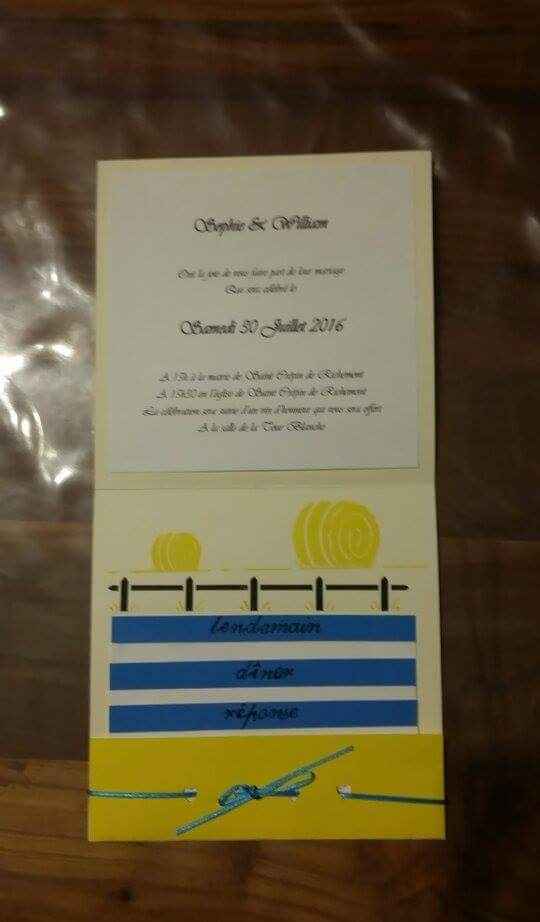 Sophie & William
Ont la joie de vous faire part de leur mariage
Qui sera célébré le
Samedi 30 Juillet 2016
A 15h à la mairie de Saint Crépin de Richemont
A 15h30 en l'église de Saint Crépin de Richemont
La célébration sera suivie d'un vin d'honneur qui vous sera offert
A la salle de la Tour Blanche
lendemain
dîner
réponse